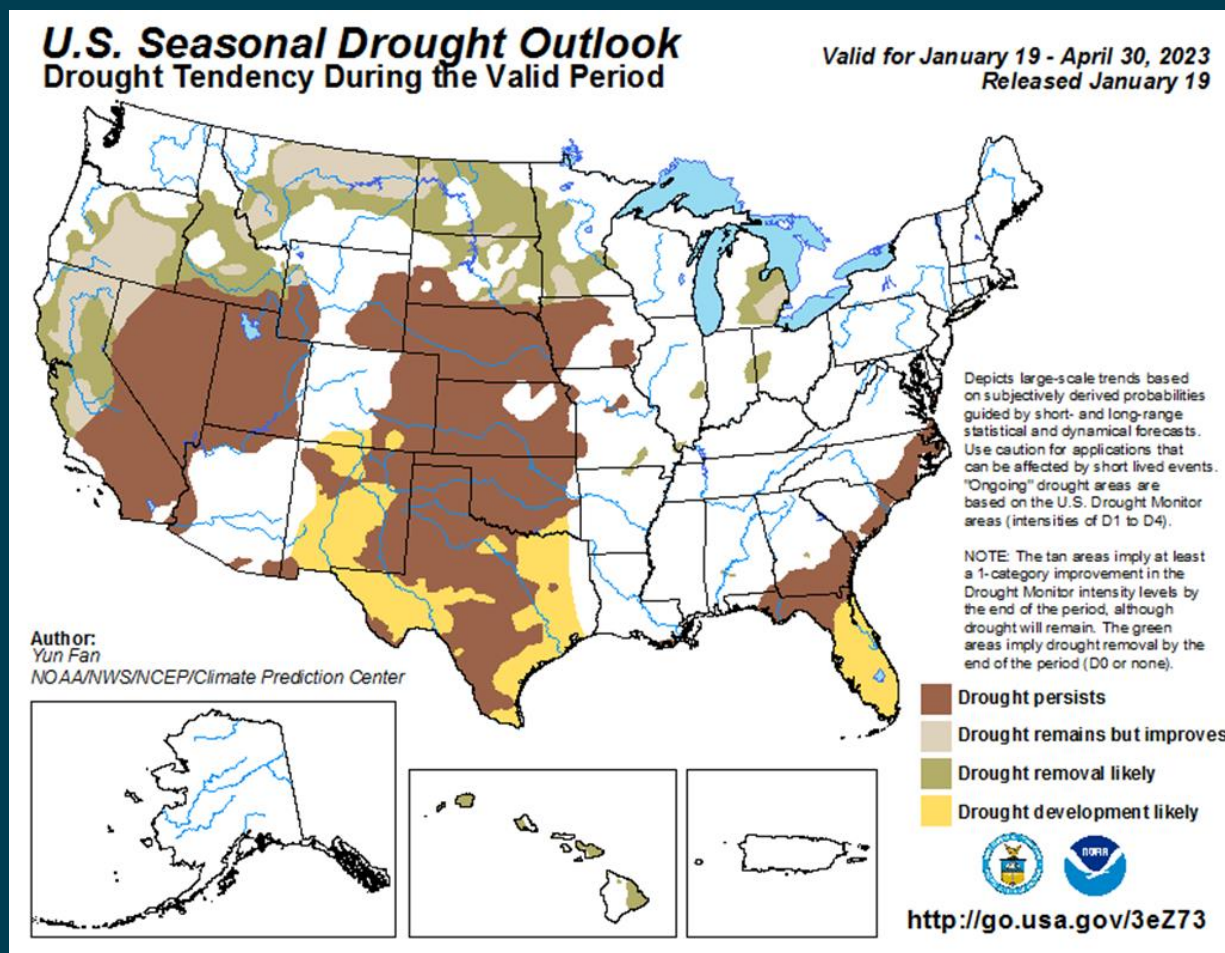 U.S. Seasonal Drought Outlook
Drought Tendency During the Valid Period
Valid for January 19 - April 30, 2023
Released January 19
Depicts large-scale trends based
on subjectively derived probabilities
guided by short- and long-range
statistical and dynamical forecasts.
Use caution for applications that
can be affected by short lived events.
"Ongoing" drought areas are
based on the U.S. Drought Monitor
areas (intensities of D1 to D4).
NOTE: The tan areas imply at least
a 1-category improvement in the
Drought Monitor intensity levels by
the end of the period, although
drought will remain. The green
areas imply drought removal by the
end of the period (D0 or none).
Author:
Yun Fan
NOAA/NWS/NCEP/Climate Prediction Center
Drought persists
Drought remains but improves
Drought removal likely
Drought development likely
NOAA
http://go.usa.gov/3eZ73